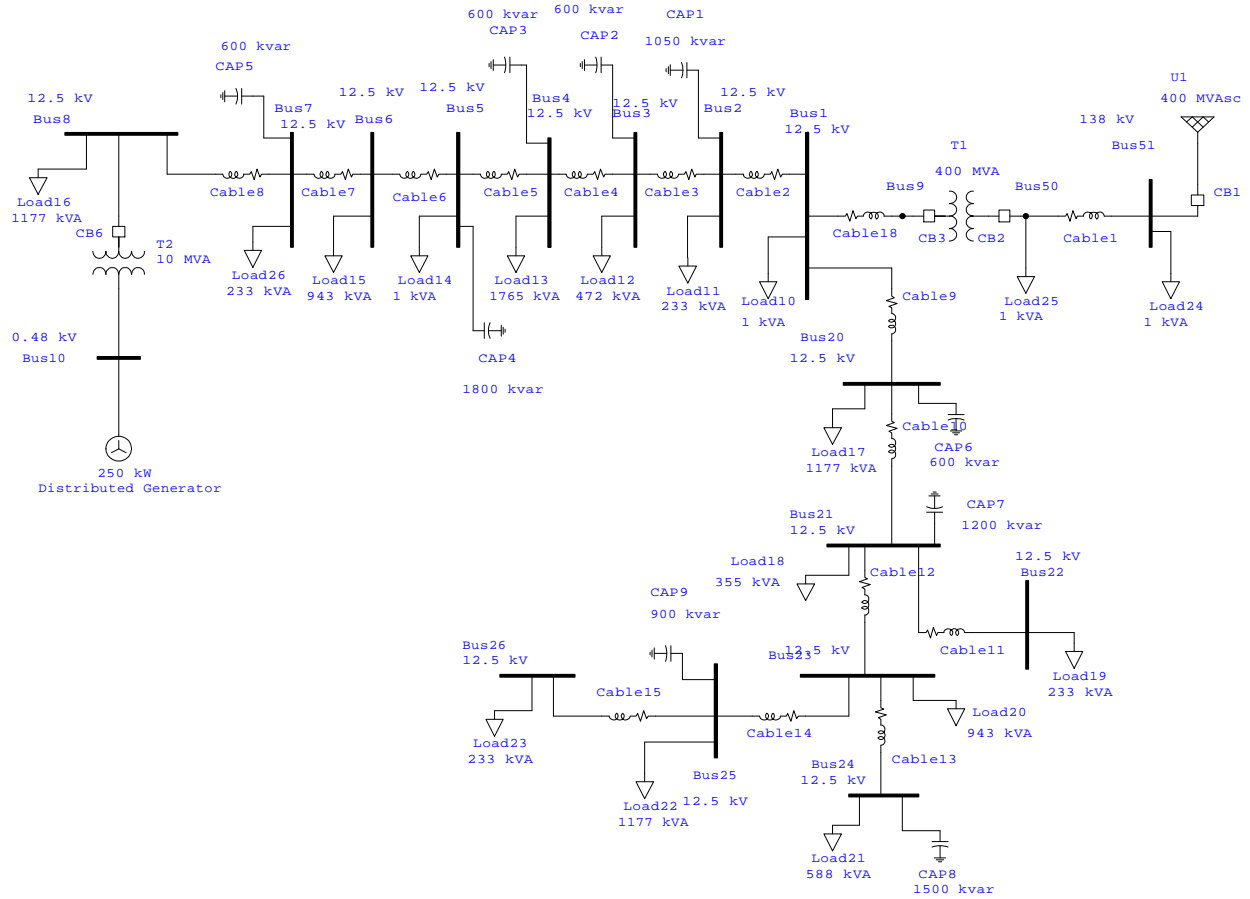 600 kvar
CAP3
600 kvar
CAP2
CAP1
1050 kvar
600 kvar
CAP5
U1
400 MVAsc
12.5 kV
Bus8
Bus7
12.5 kV
12.5 kV
Bus6
12.5 kV
Bus5
Bus4
12.5 kV
12.5 kV
Bus3
Bus2
12.5 kV
Bus1
12.5 kV
138 kV
Bus51
T1
400 MVA
Bus9
Bus50
CB1
Cable8
Cable7
Cable6
Cable5
Cable4
Cable3
Cable2
Cable18
CB3
CB2
Cable1
Load16
1177 kVA
CB6
T2
10 MVA
Load26
233 kVA
Load15
943 kVA
Load14
1 kVA
Load13
1765 kVA
Load12
472 kVA
Load11
233 kVA
Load10
1 kVA
Load25
1 kVA
Load24
1 kVA
Cable9
0.48 kV
Bus10
CAP4
1800 kvar
Bus20
12.5 kV
Cable10
Load17
1177 kVA
CAP6
600 kvar
250 kW
Distributed Generator
CAP7
1200 kvar
Bus21
12.5 kV
Load18
355 kVA
Cable12
12.5 kV
Bus22
CAP9
900 kvar
Cable11
Load19
233 kVA
Bus26
12.5 kV
12.5 kV
Bus23
Cable15
Load23
233 kVA
Cable14
Load20
943 kVA
Cable13
Bus24
12.5 kV
Bus25
12.5 kV
Load22
1177 kVA
Load21
588 kVA
CAP8
1500 kvar